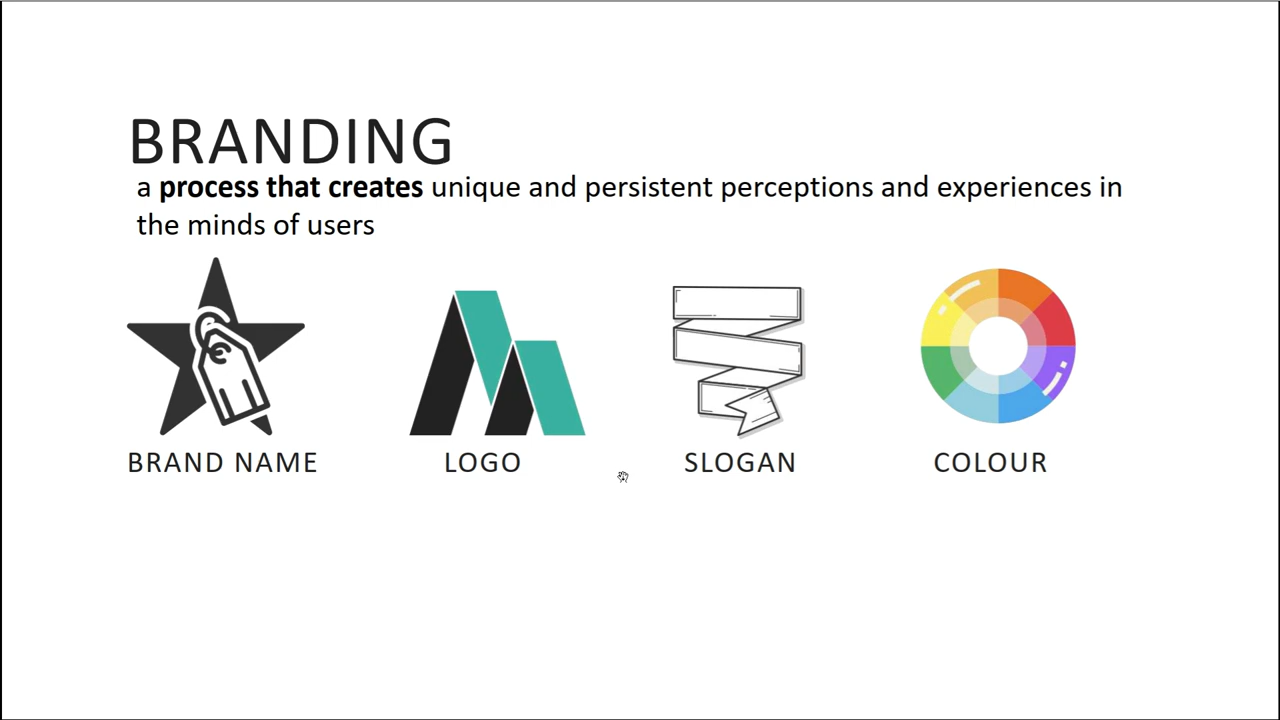 BRANDING
a process that creates unique and persistent perceptions and experiences in
the minds of users
BRAND NAME
LOGO
SLOGAN
COLOUR